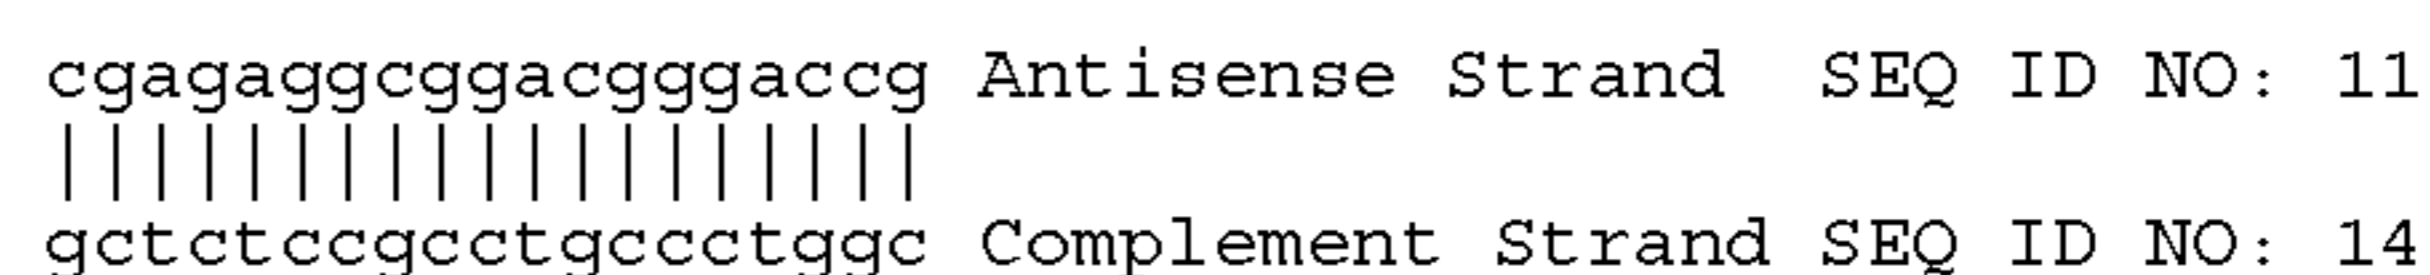 cgagaggcggacgggaccg Antisense Strand  SEQ ID NO: 11
|||||||||||||||||||
gctctccgcctgccctggc Complement Strand SEQ ID NO: 14